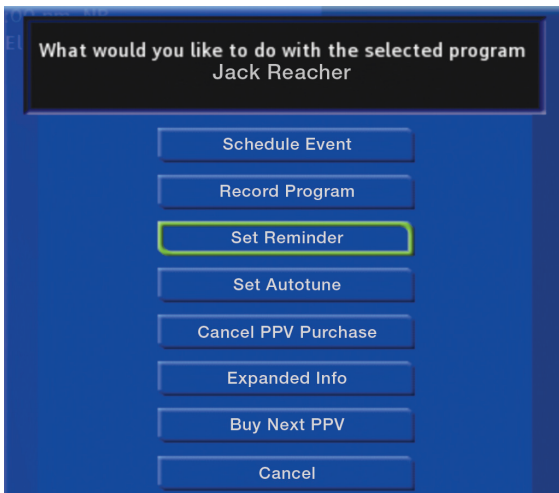 What would you like to do with the selected program
Jack Reacher
Schedule Event
Record Program
Set Reminder
Set Autotune
Cancel PPV Purchase
Expanded Info
Buy Next PPV
Cancel